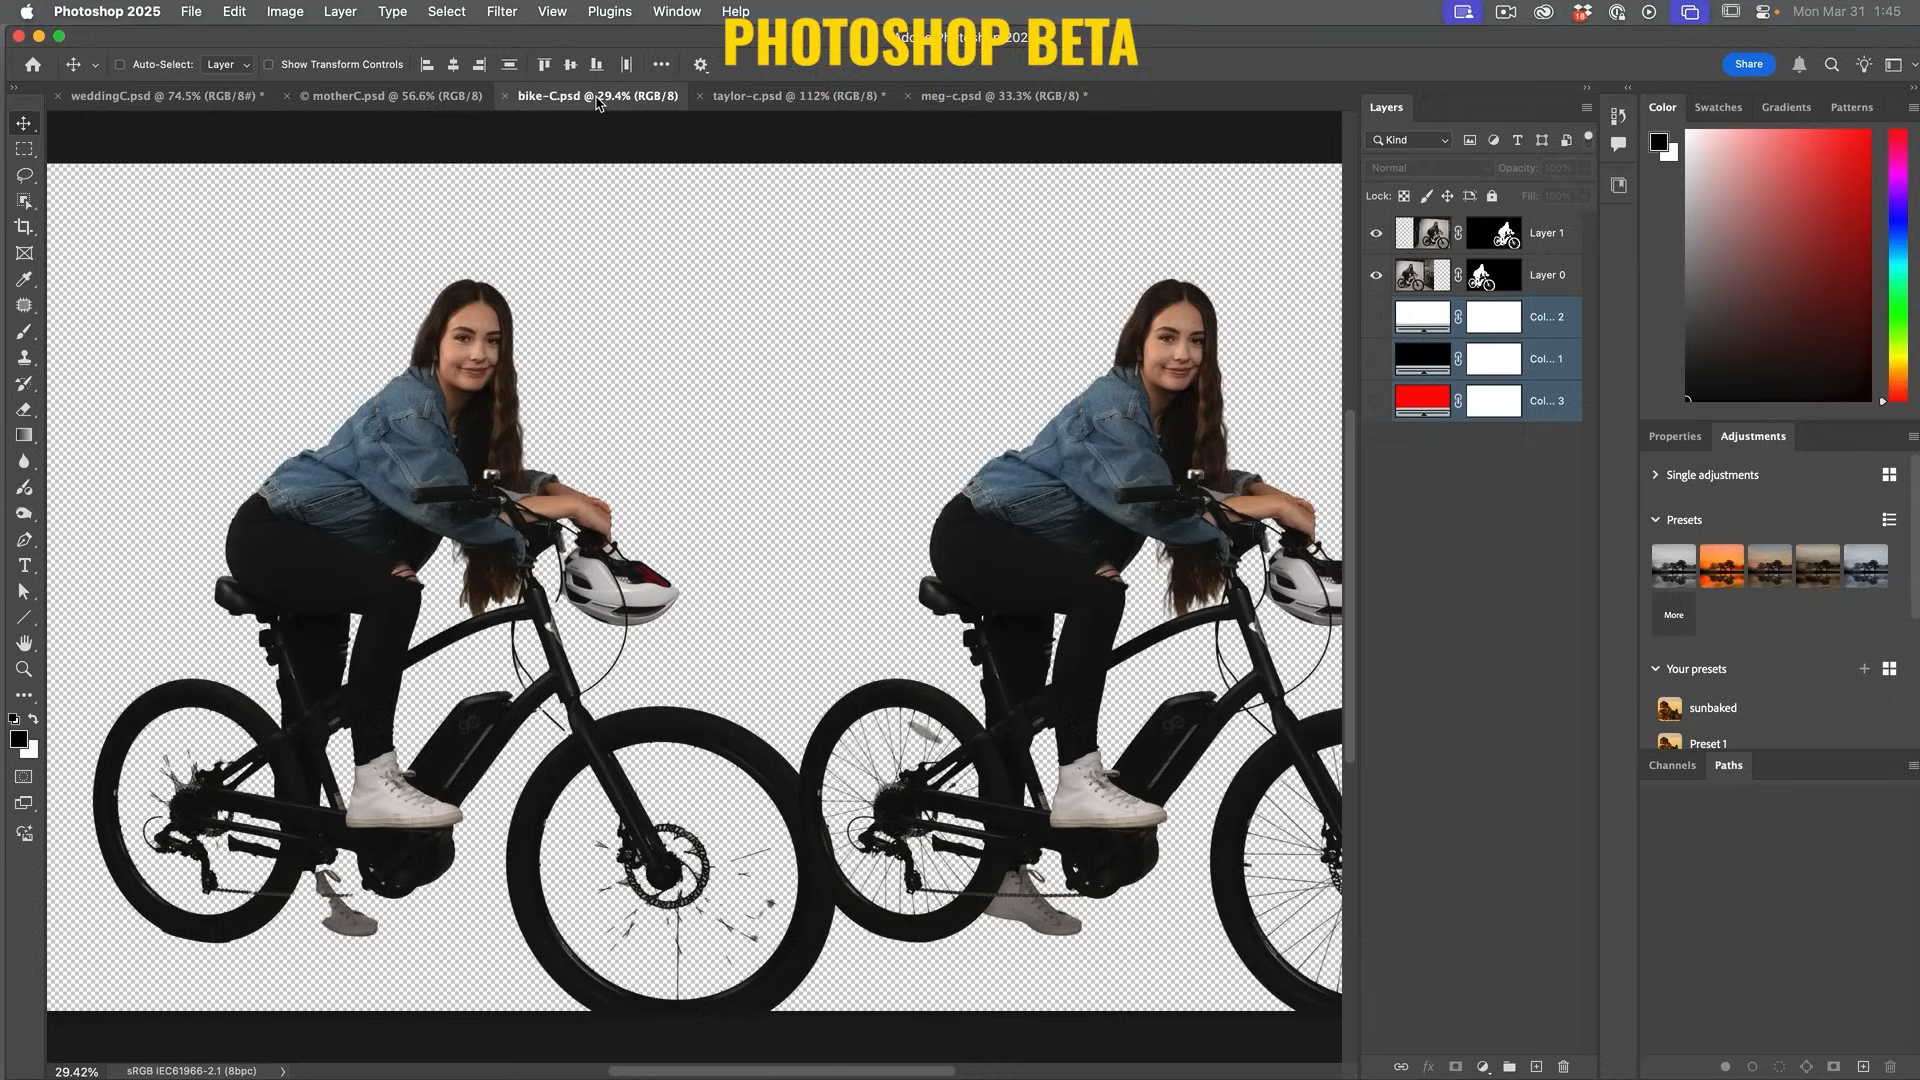 Photoshop 2025 File Edit Image Layer Type Select Filter View Plugins Window Help
18
Mon Mar 31 1:45
PHOTOSHOP BETA
Auto-Select: Layer Show Transform Controls
Share
weddingC.psd @ 74.5% (RGB/8#) *
© motherC.psd @ 56.6% (RGB/8)
bike-C.psd @ 29.4% (RGB/8)
taylor-c.psd @ 112% (RGB/8) *
meg-c.psd @ 33.3% (RGB/8) *
Layers
Kind
Normal Opacity: 100%
Lock: Fill: 100%
Layer 1
Layer 0
Col... 2
Col... 1
Col... 3
Color Swatches Gradients Patterns
Properties Adjustments
Single adjustments
Presets
More
Your presets
sunbaked
Preset 1
Channels Paths
29.42% sRGB IEC61966-2.1 (8bpc)